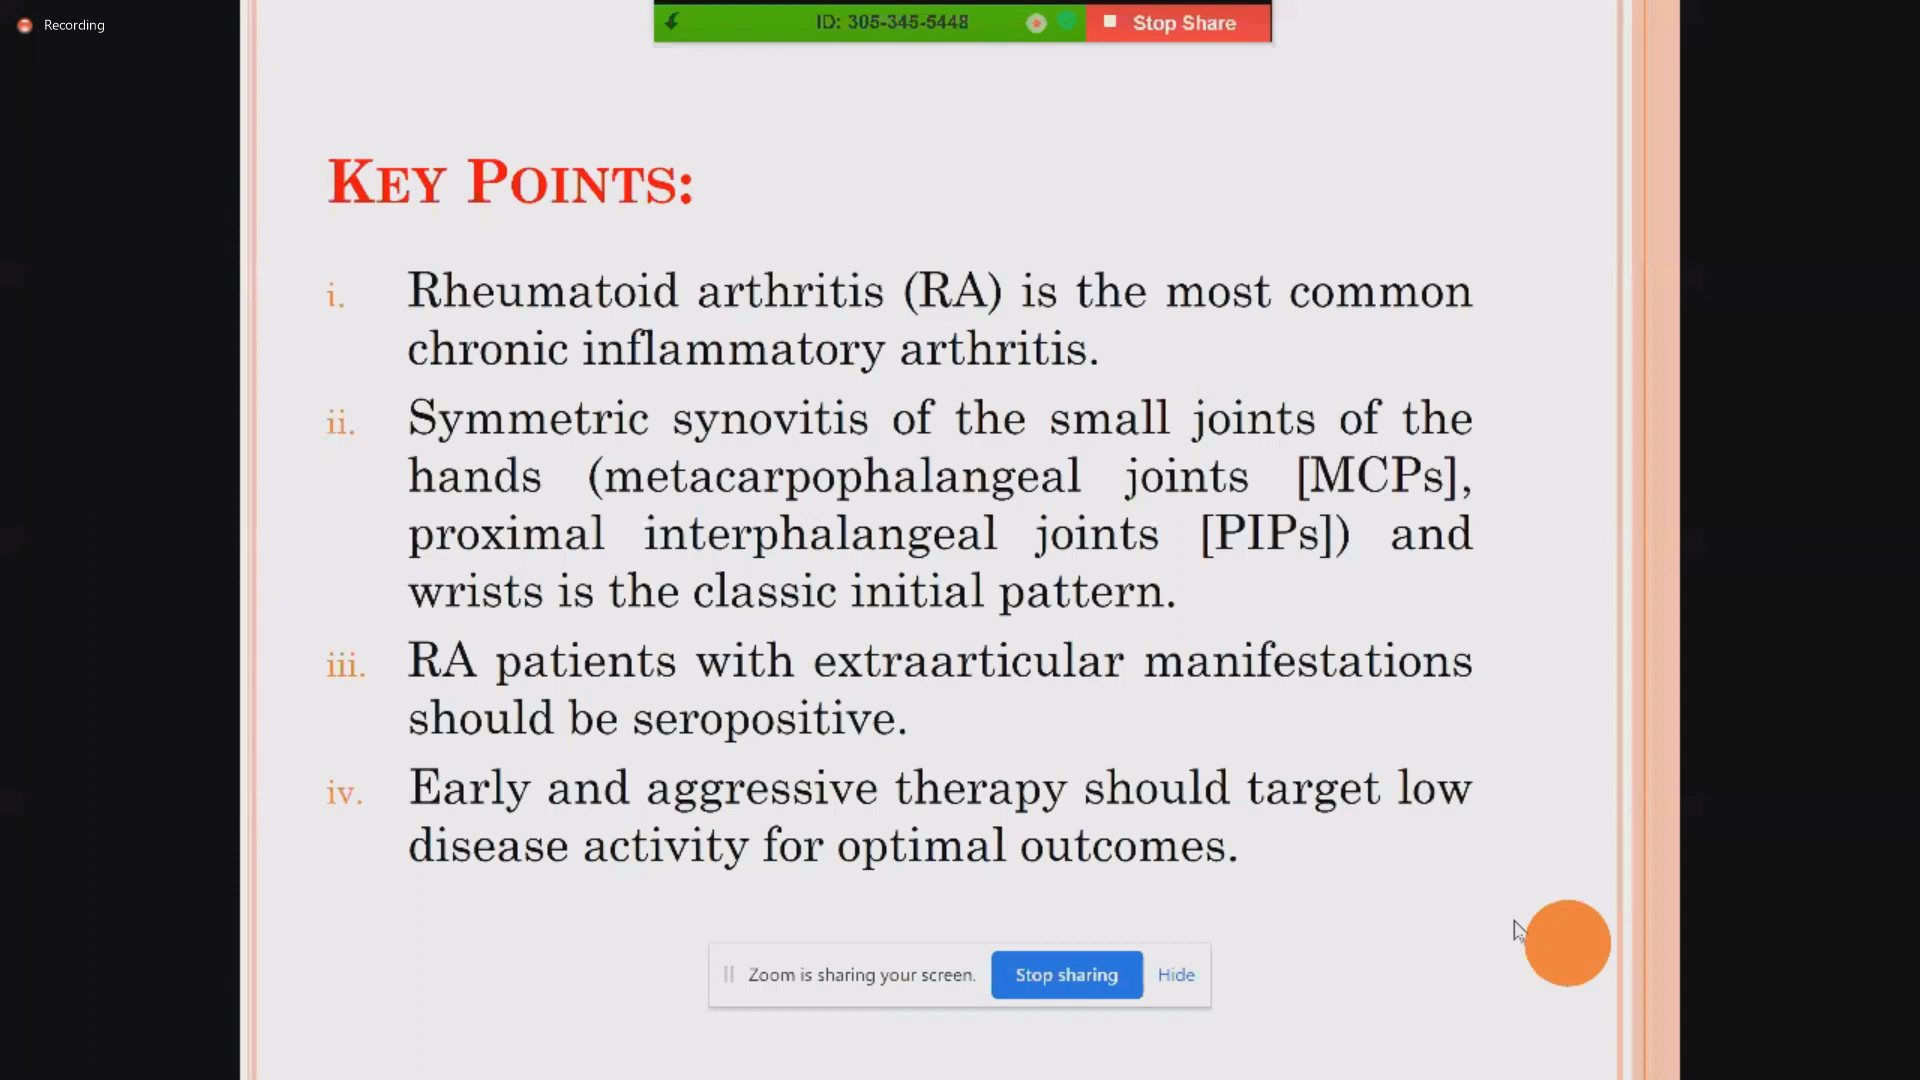 Recording
ID: 305-345-5448
Stop Share
KEY POINTS:
i. Rheumatoid arthritis (RA) is the most common
chronic inflammatory arthritis.
ii. Symmetric synovitis of the small joints of the
hands (metacarpophalangeal joints [MCPs],
proximal interphalangeal joints [PIPs]) and
wrists is the classic initial pattern.
iii. RA patients with extraarticular manifestations
should be seropositive.
iv. Early and aggressive therapy should target low
disease activity for optimal outcomes.
Zoom is sharing your screen. Stop sharing Hide